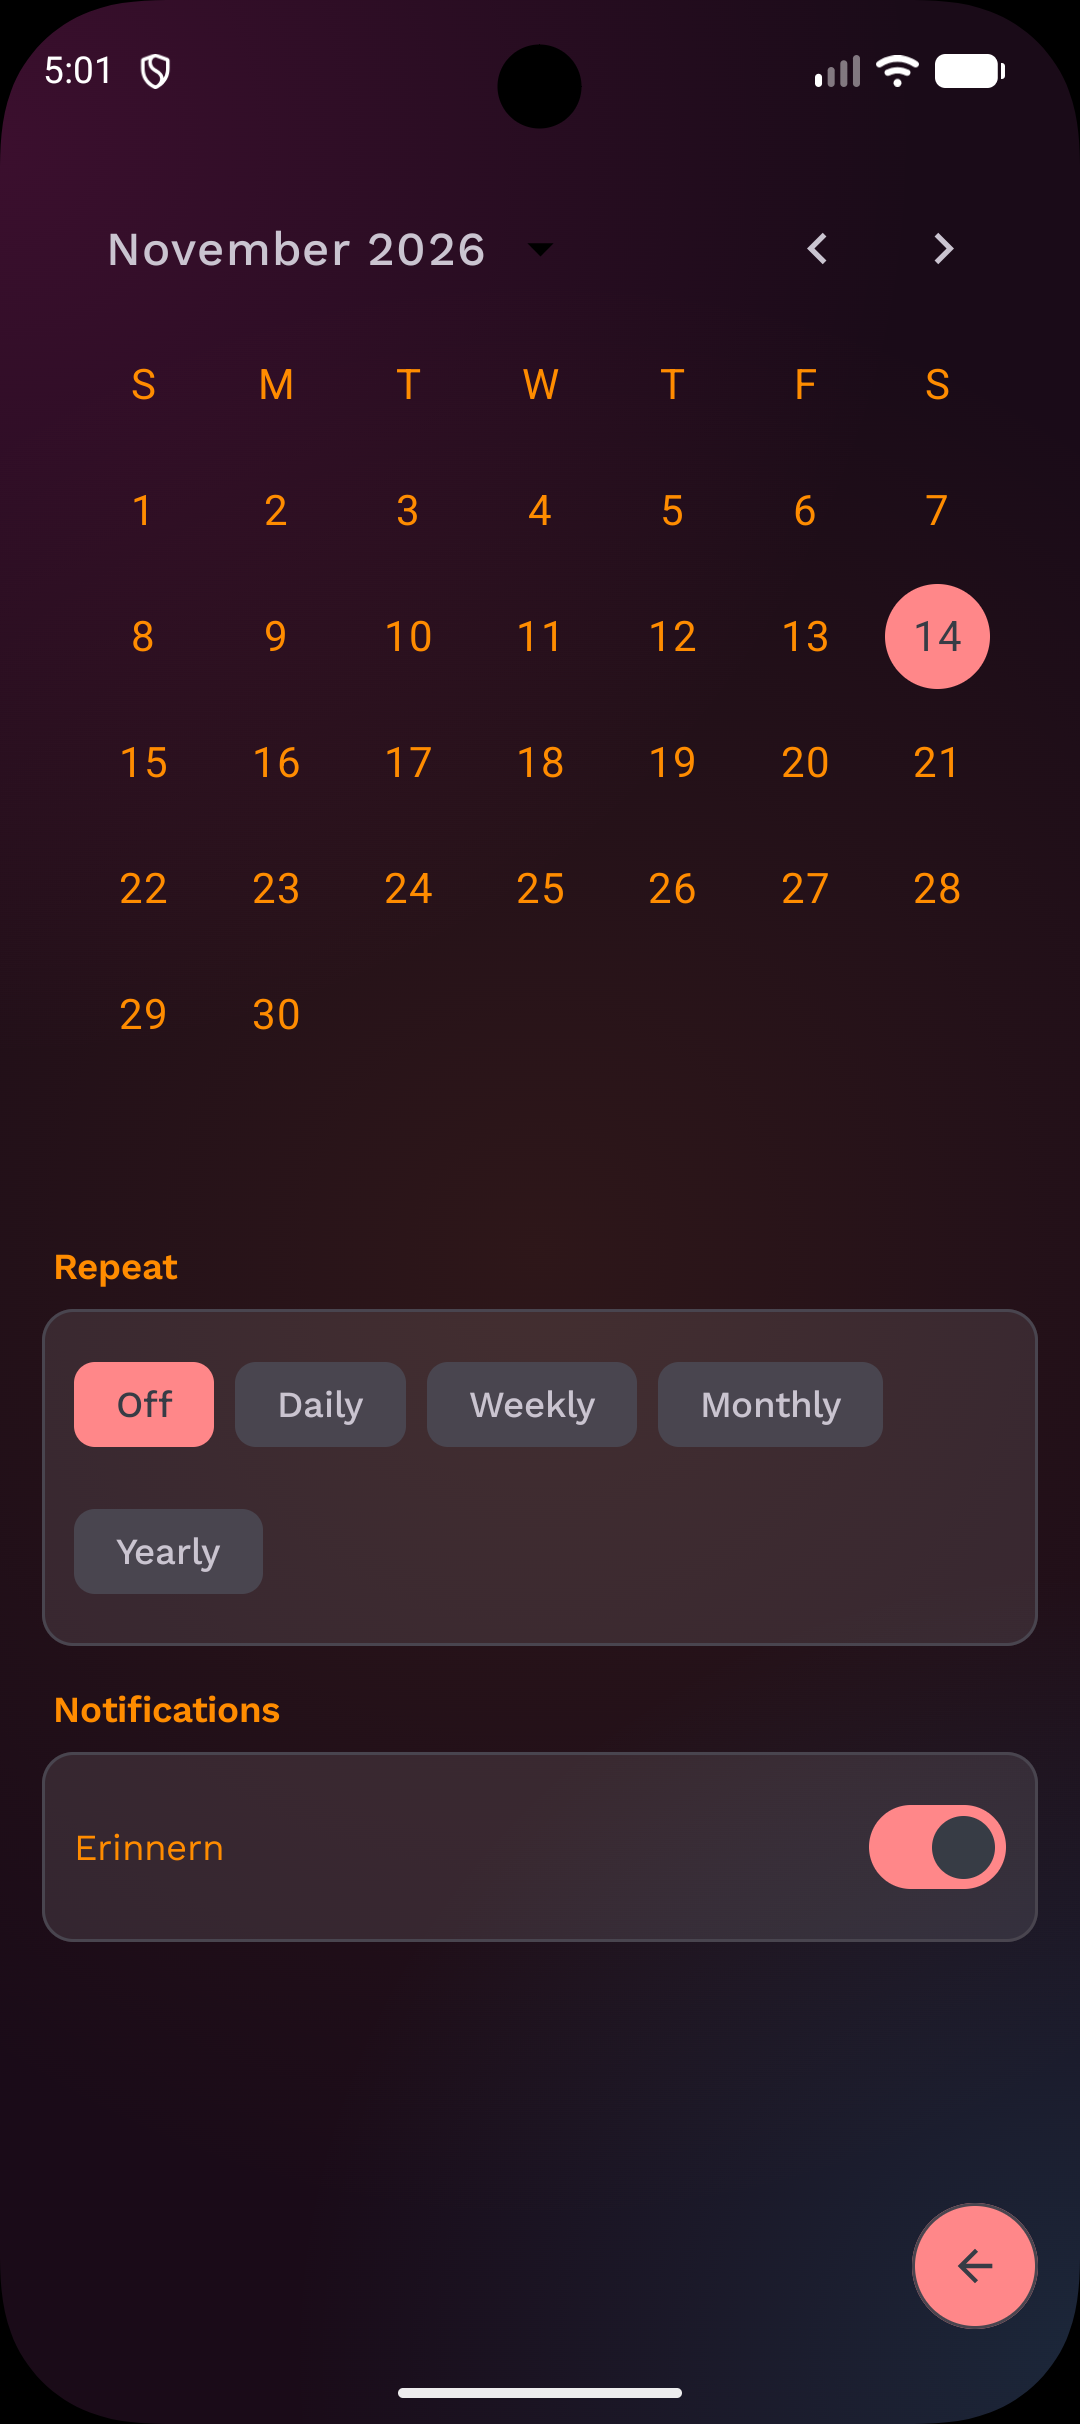 5:01
November 2026
S M T W T F S
1 2 3 4 5 6 7
8 9 10 11 12 13 14
15 16 17 18 19 20 21
22 23 24 25 26 27 28
29 30
Repeat
Off Daily Weekly Monthly
Yearly
Notifications
Erinnern